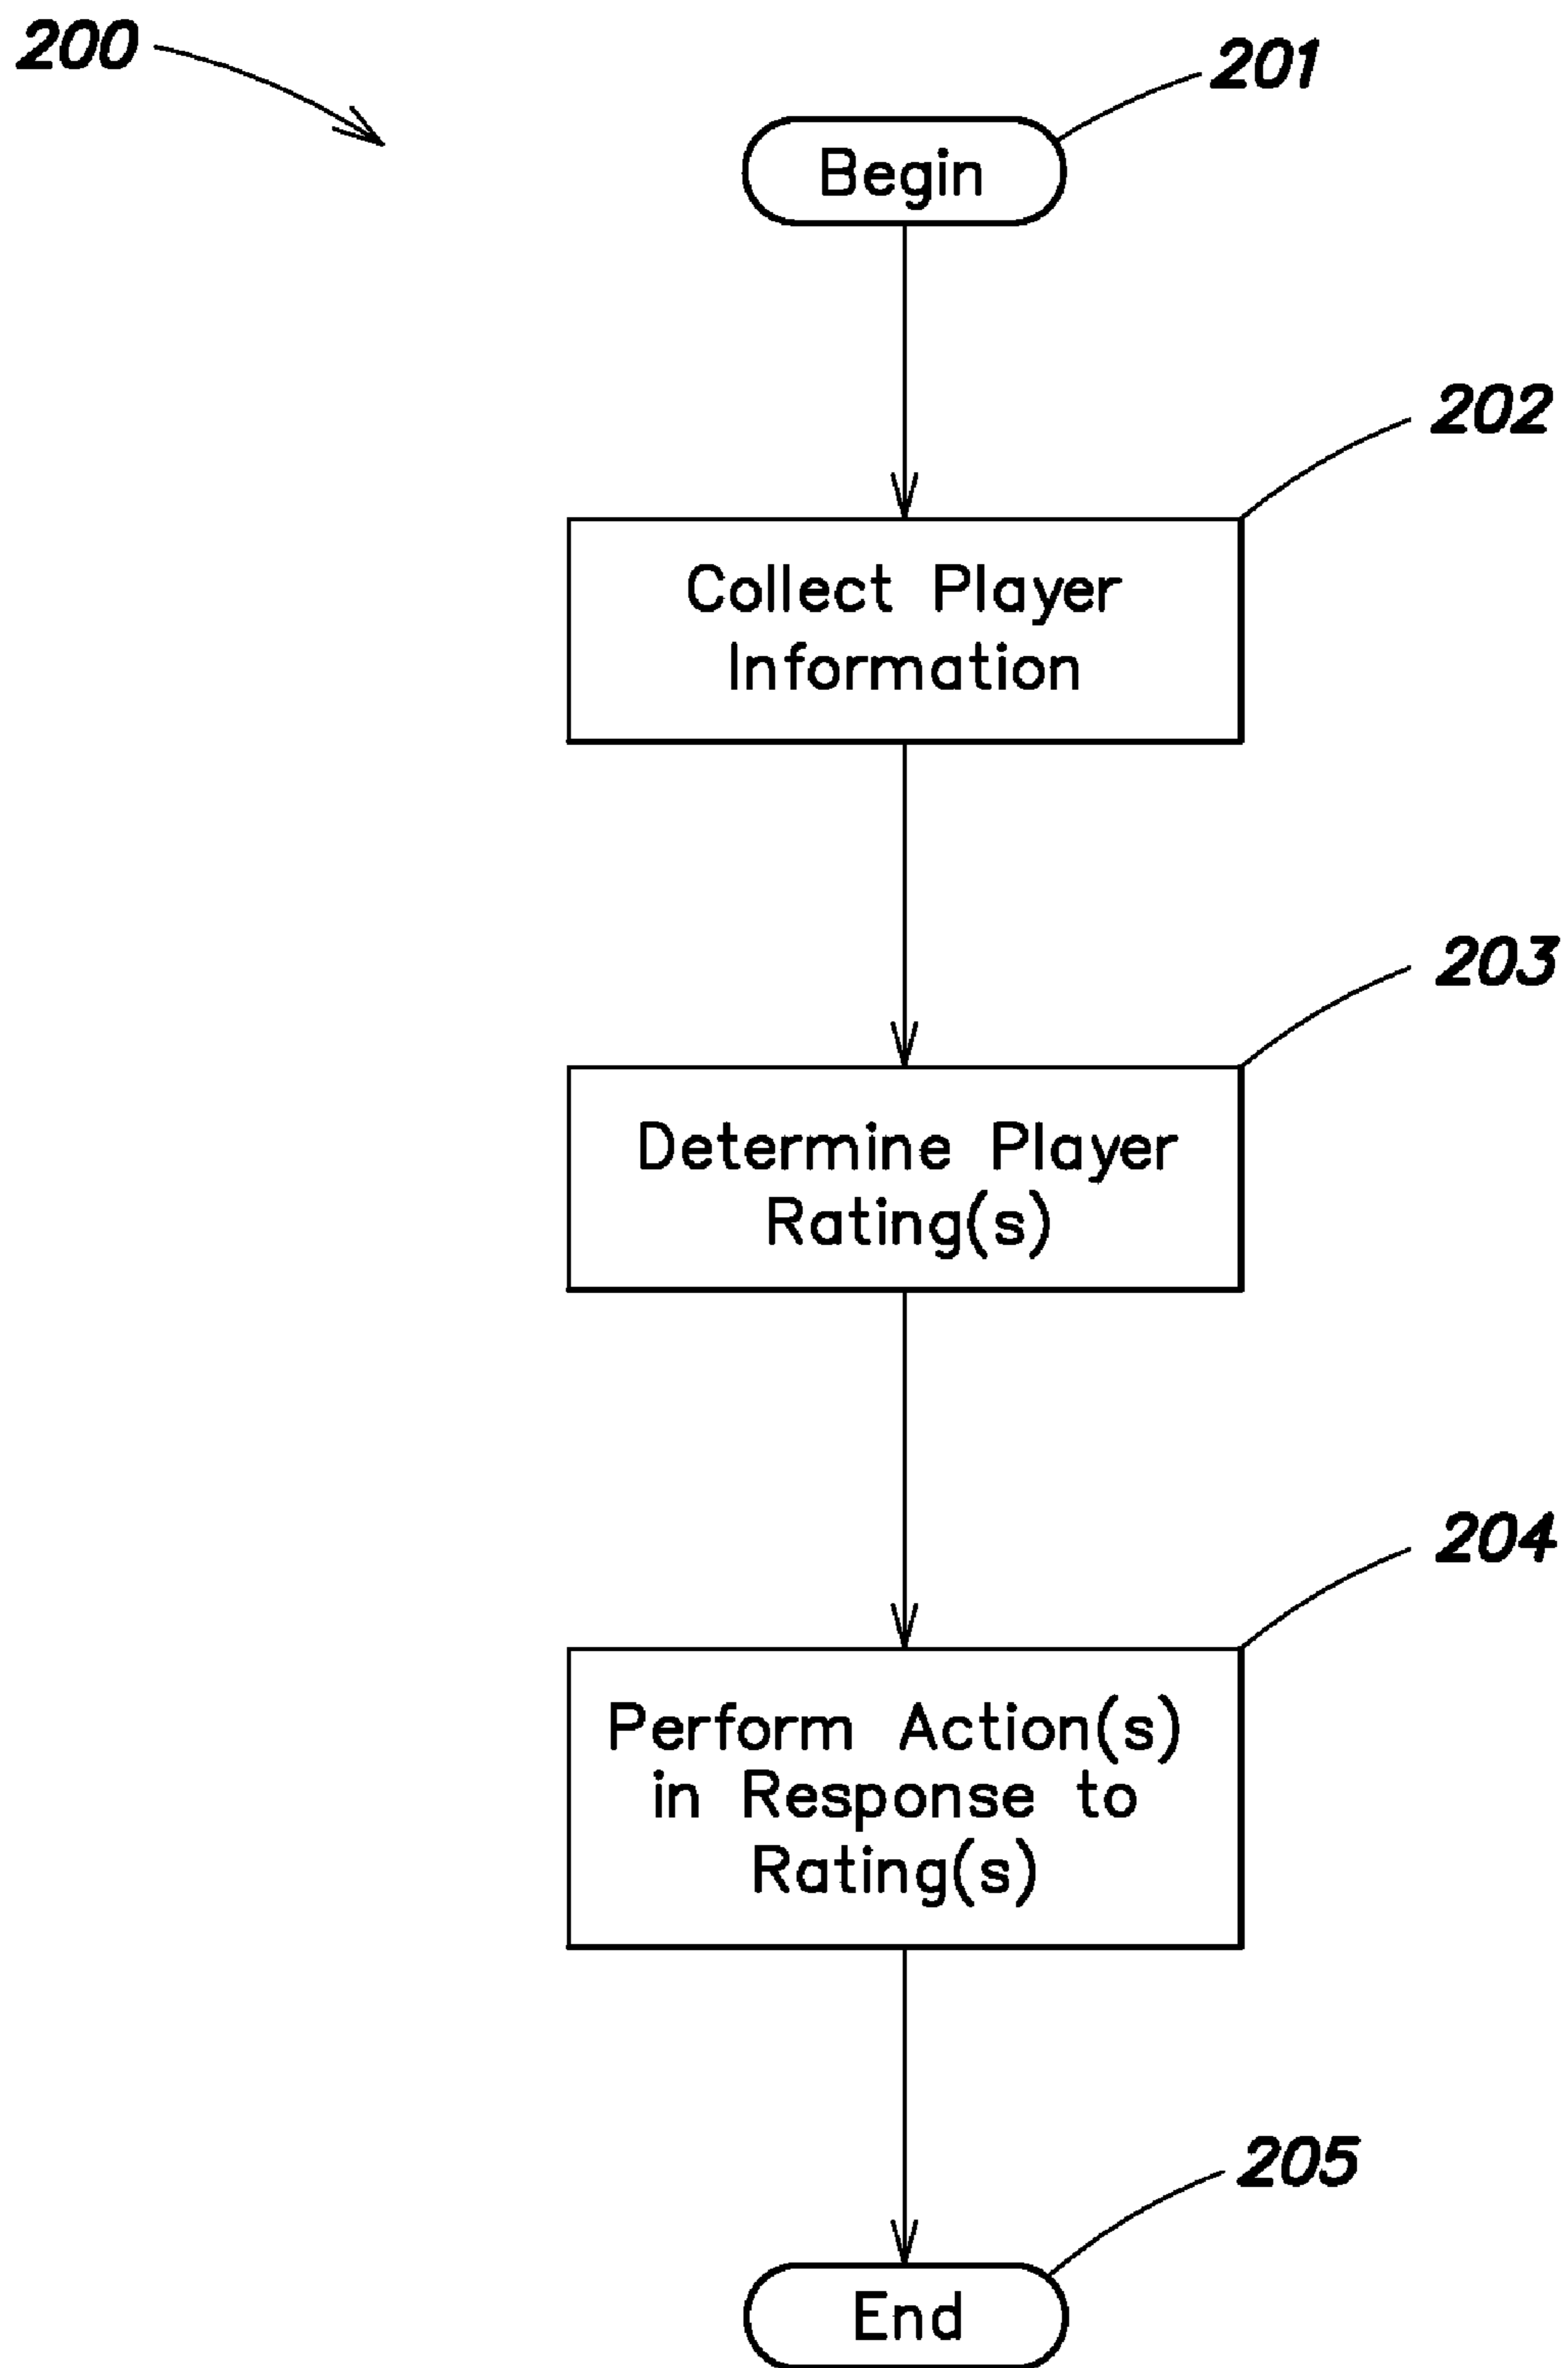 200
201
Begin
202
Collect Player
Information
203
Determine Player
Rating(s)
204
Perform Action(s)
in Response to
Rating(s)
205
End